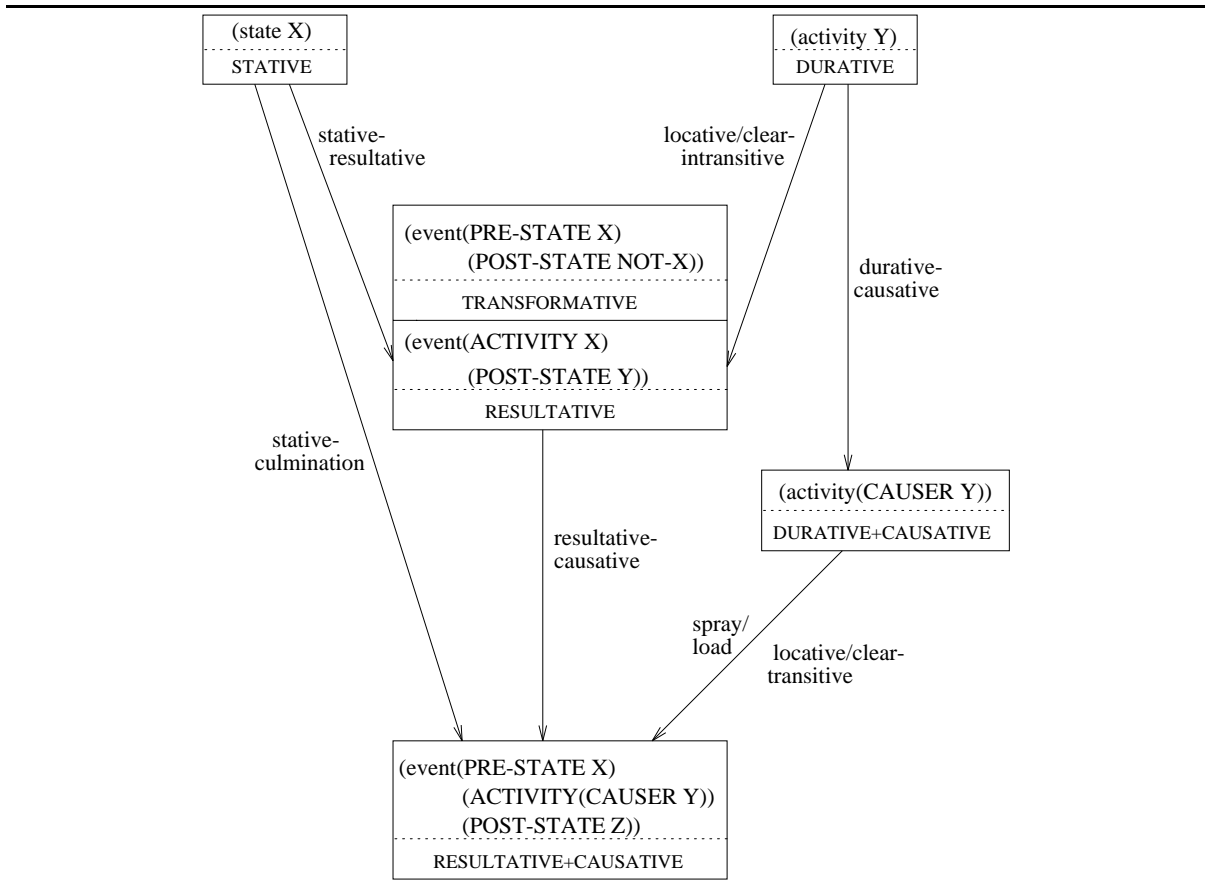 (state X)
STATIVE
(activity Y)
DURATIVE
stative-
resultative
locative/clear-
intransitive
(event(PRE-STATE X)
(POST-STATE NOT-X))
TRANSFORMATIVE
(event(ACTIVITY X)
(POST-STATE Y))
RESULTATIVE
durative-
causative
stative-
culmination
(activity(CAUSER Y))
DURATIVE+CAUSATIVE
resultative-
causative
spray/
load
locative/clear-
transitive
(event(PRE-STATE X)
(ACTIVITY(CAUSER Y))
(POST-STATE Z))
RESULTATIVE+CAUSATIVE